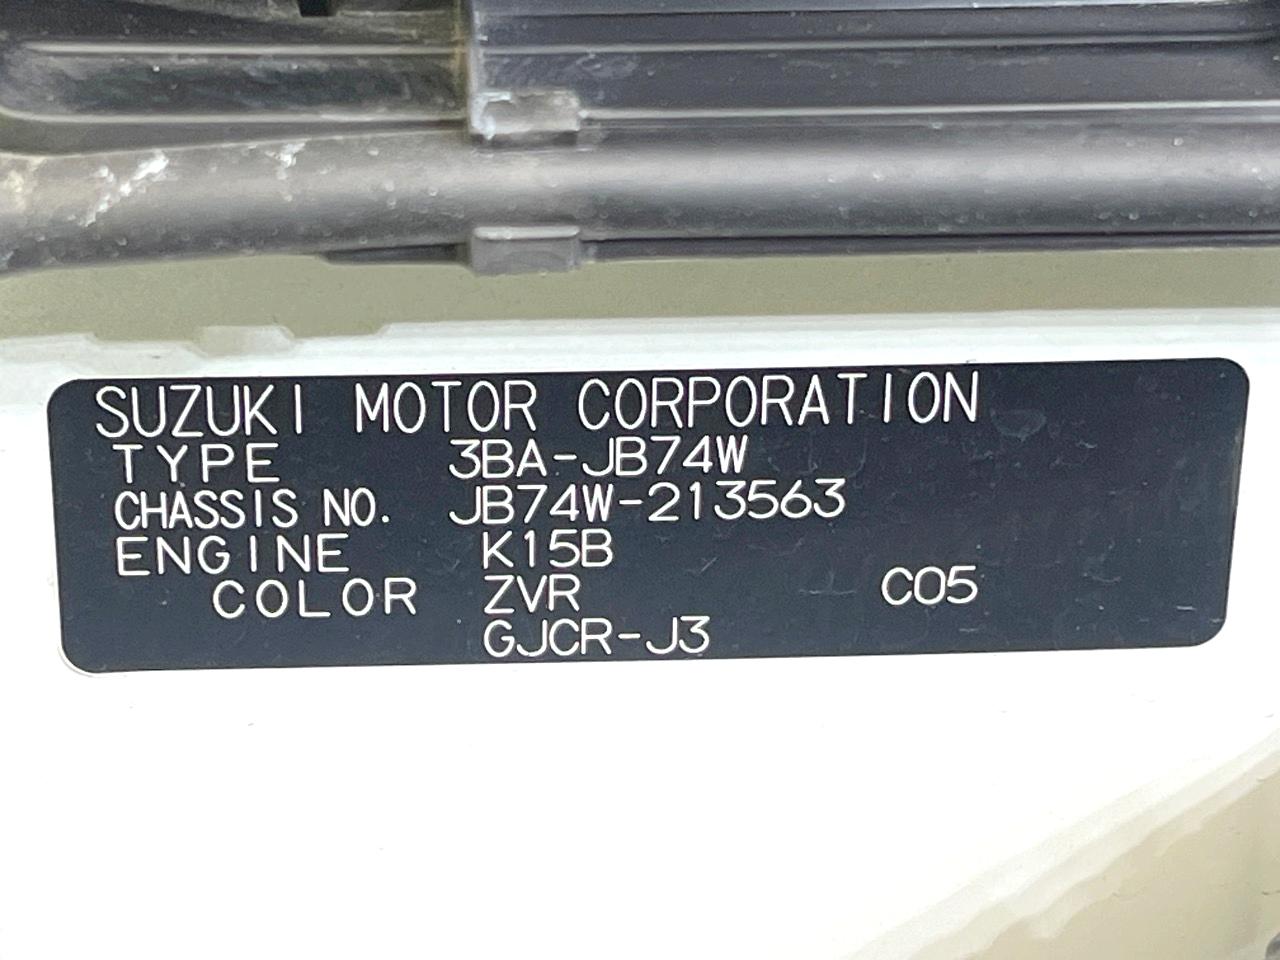 SUZUKI MOTOR CORPORATION
TYPE 3BA-JB74W
CHASSIS NO. JB74W-213563
ENGINE K15B
COLOR ZVR C05
GJCR-J3